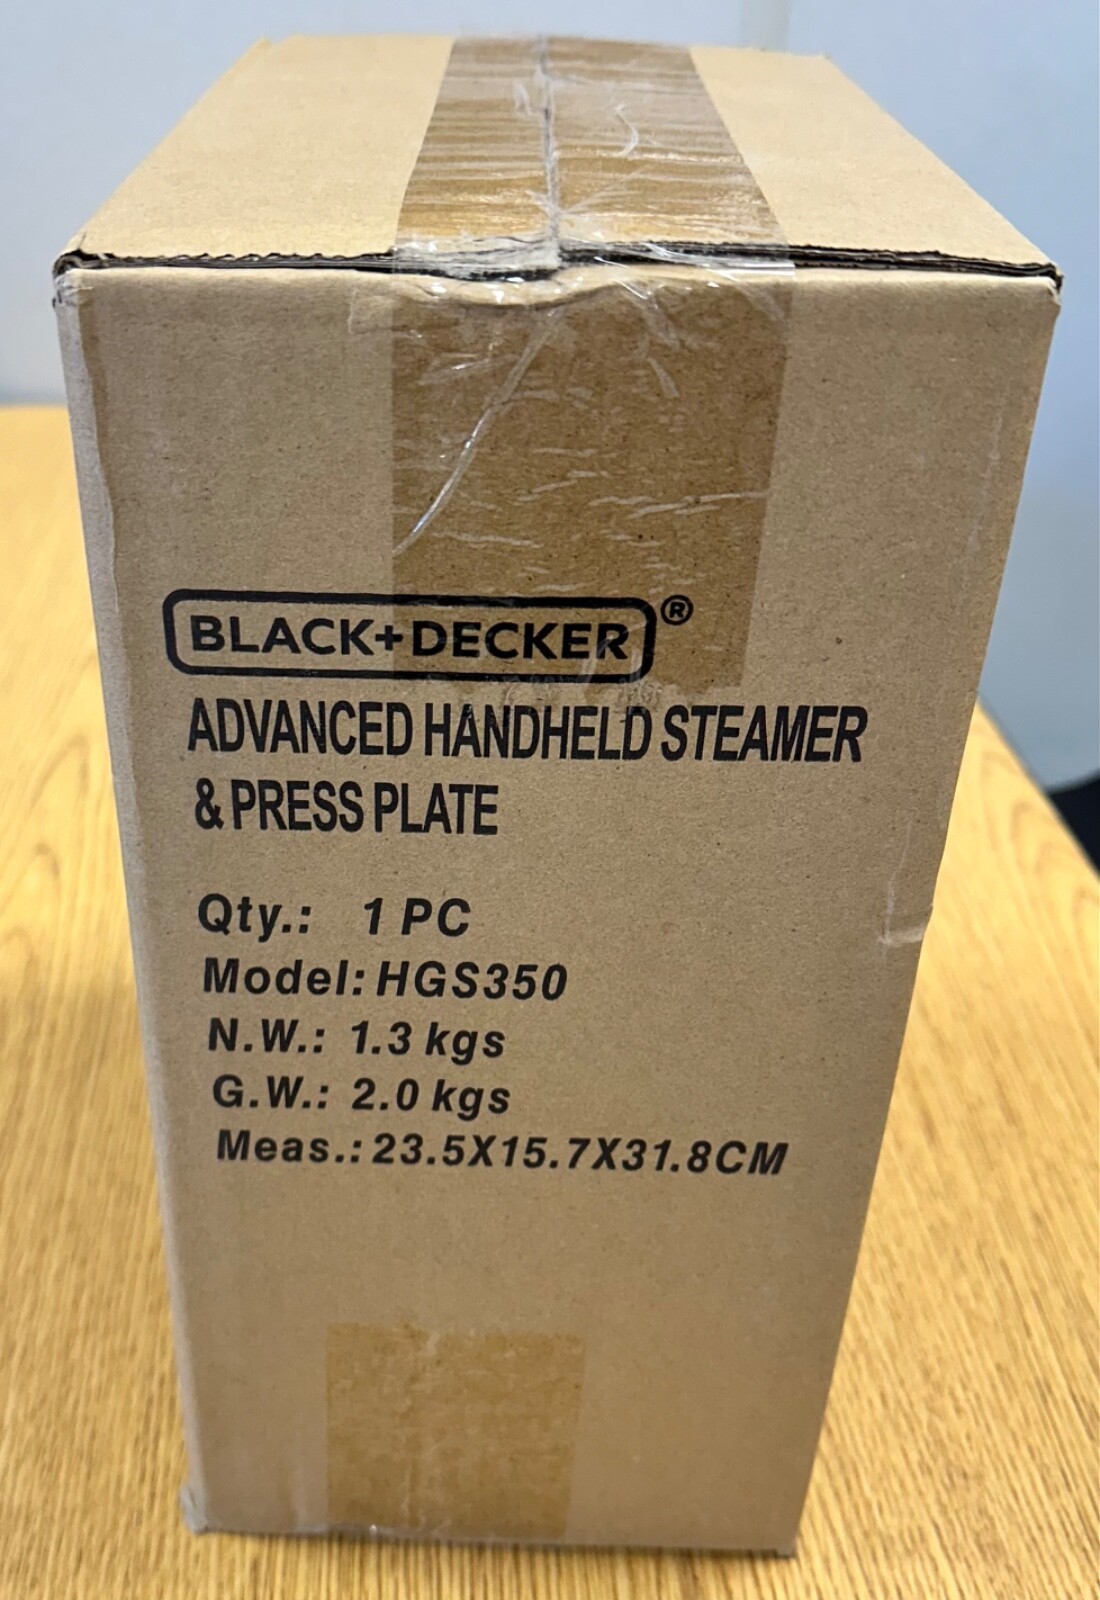 BLACK+DECKER®
ADVANCED HANDHELD STEAMER
& PRESS PLATE
Qty.: 1 PC
Model: HGS350
N.W.: 1.3 kgs
G.W.: 2.0 kgs
Meas.: 23.5X15.7X31.8CM